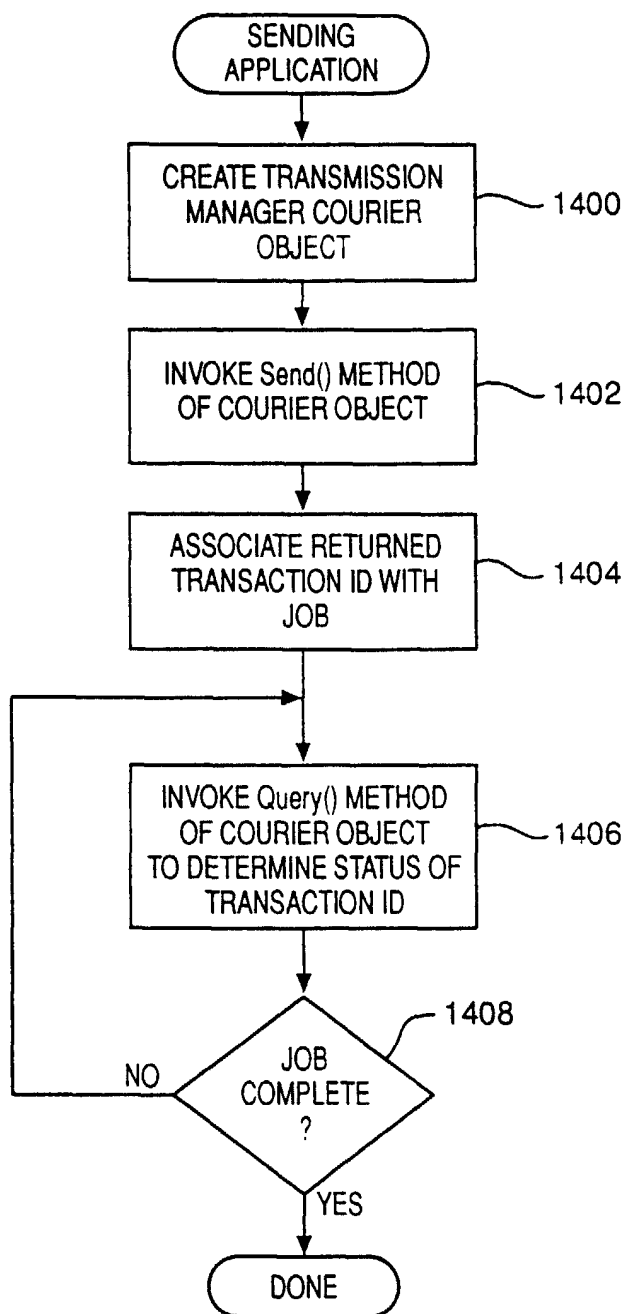 SENDING
APPLICATION
CREATE TRANSMISSION
MANAGER COURIER
OBJECT
1400
INVOKE Send() METHOD
OF COURIER OBJECT
1402
ASSOCIATE RETURNED
TRANSACTION ID WITH
JOB
1404
INVOKE Query() METHOD
OF COURIER OBJECT
TO DETERMINE STATUS OF
TRANSACTION ID
1406
1408
JOB
COMPLETE
?
NO
YES
DONE